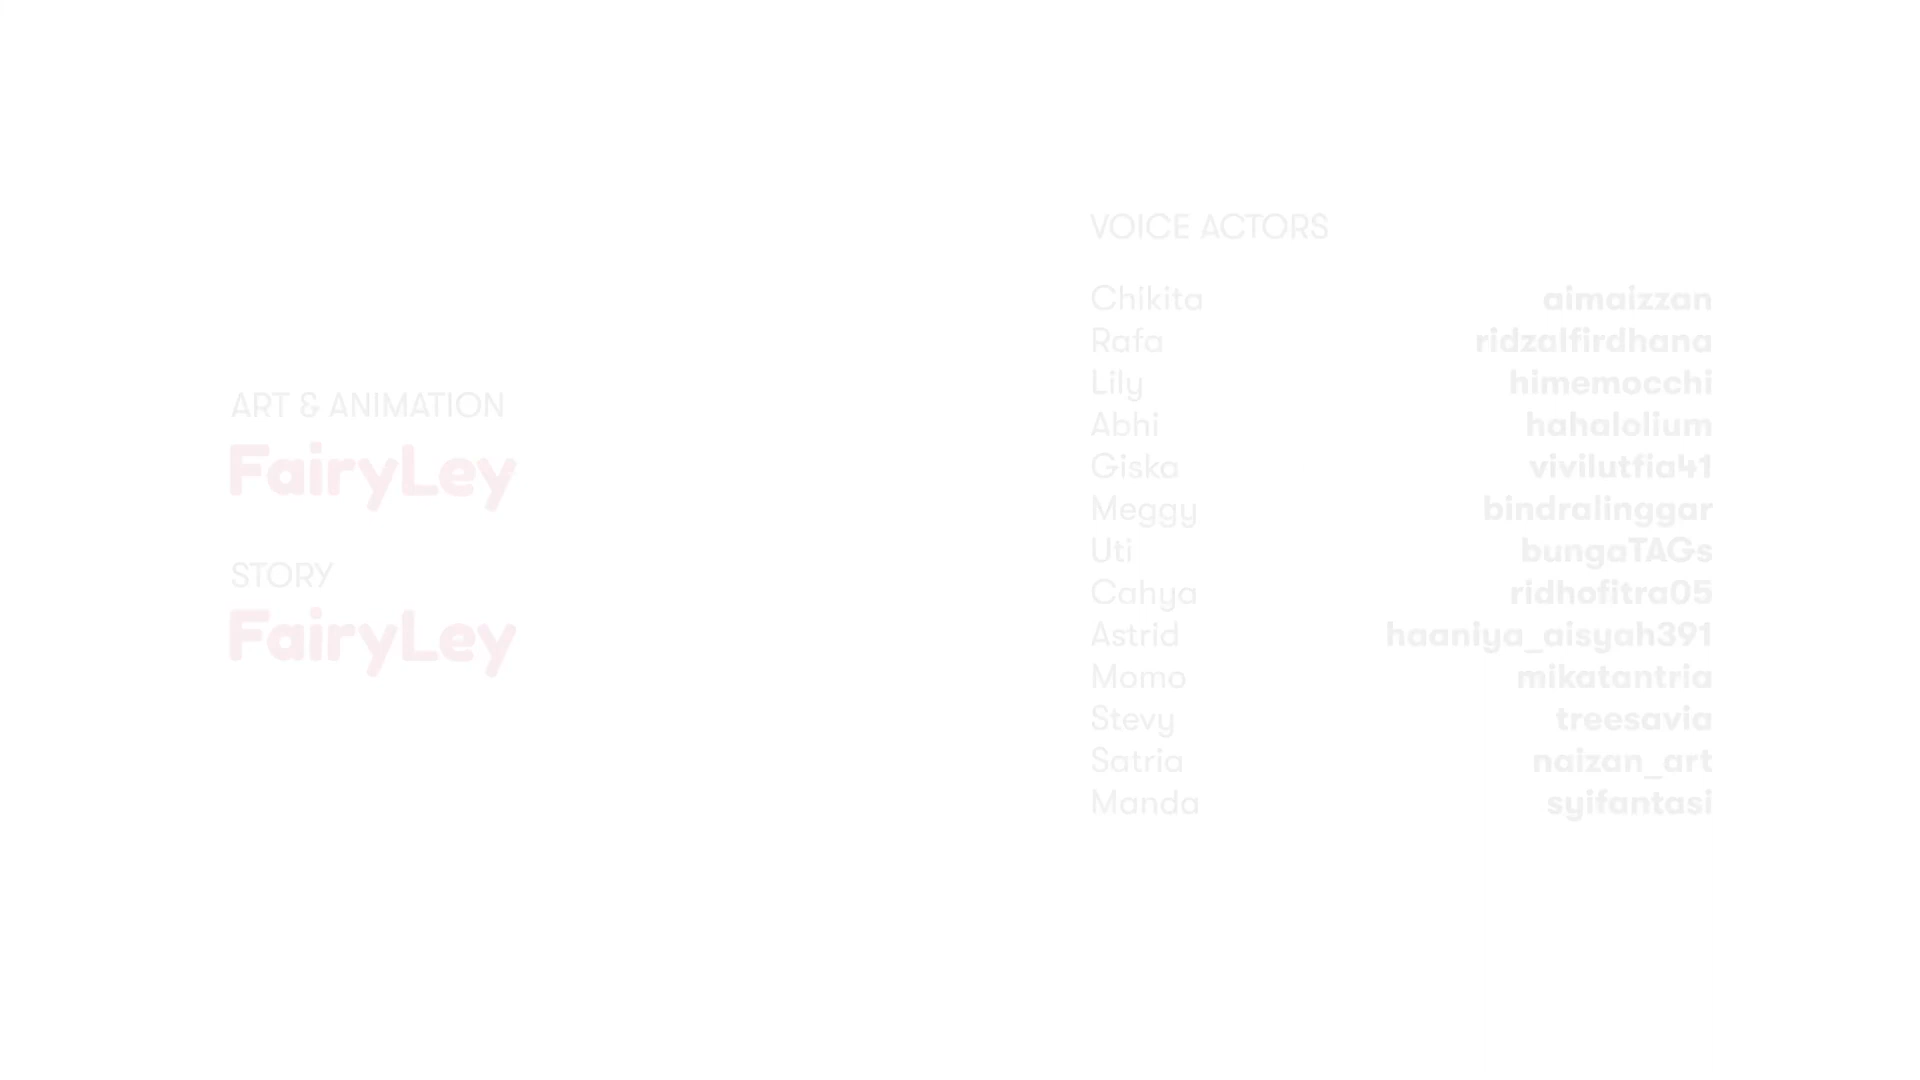 ART & ANIMATION
FairyLey
STORY
FairyLey
VOICE ACTORS
Chikita aimaizzan
Rafa ridzalfirdhana
Lily himemocchi
Abhi hahalolium
Giska vivilutfia41
Meggy bindralinggar
Uti bungaTAGs
Cahya ridhofitra05
Astrid haaniya_aisyah391
Momo mikatantria
Stevy treesavia
Satria naizan_art
Manda syifantasi